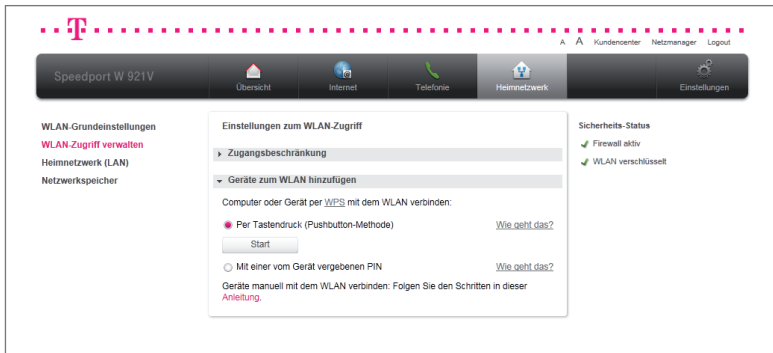 T
A A Kundencenter Netzmanager Logout
Speedport W 921V
Übersicht
Internet
Telefonie
Heimnetzwerk
Einstellungen
WLAN-Grundeinstellungen
WLAN-Zugriff verwalten
Heimnetzwerk (LAN)
Netzwerkspeicher
Einstellungen zum WLAN-Zugriff
Zugangsbeschränkung
Geräte zum WLAN hinzufügen
Computer oder Gerät per WPS mit dem WLAN verbinden:
Per Tastendruck (Pushbutton-Methode) Wie geht das?
Start
Mit einer vom Gerät vergebenen PIN Wie geht das?
Geräte manuell mit dem WLAN verbinden: Folgen Sie den Schritten in dieser
Anleitung.
Sicherheits-Status
Firewall aktiv
WLAN verschlüsselt